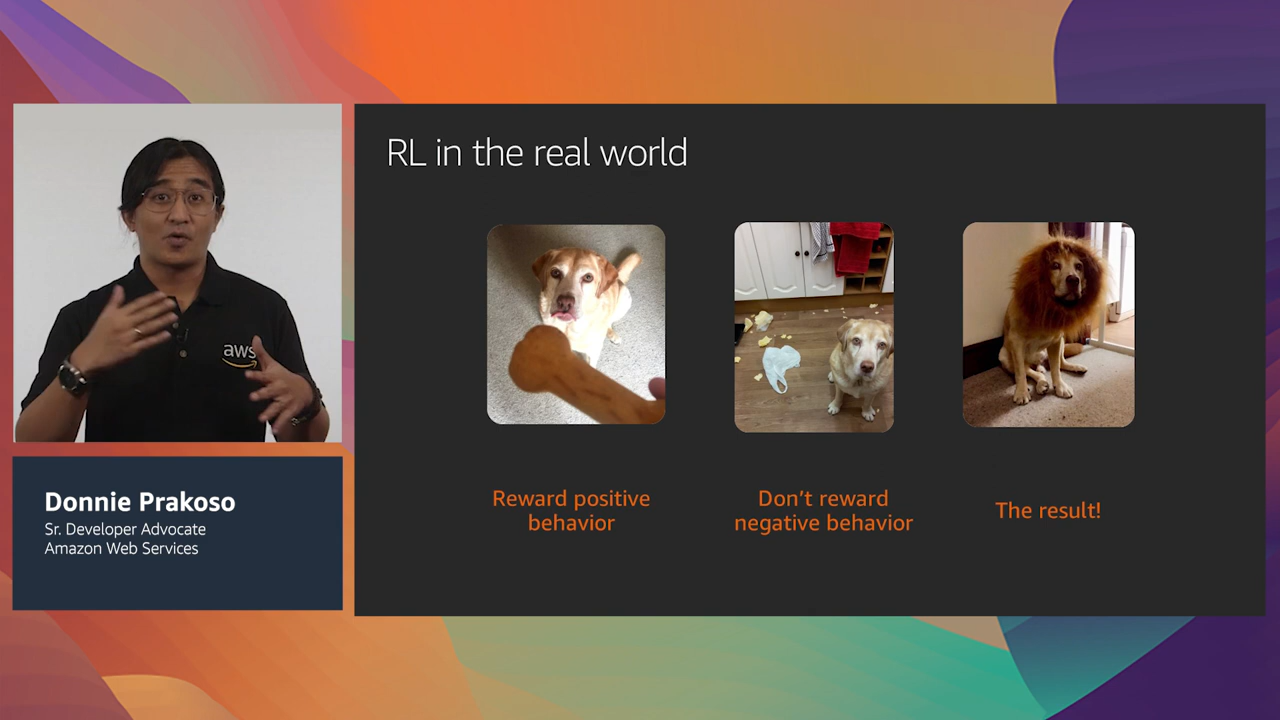 RL in the real world
aws
Donnie Prakoso
Sr. Developer Advocate
Amazon Web Services
Reward positive
behavior
Don’t reward
negative behavior
The result!